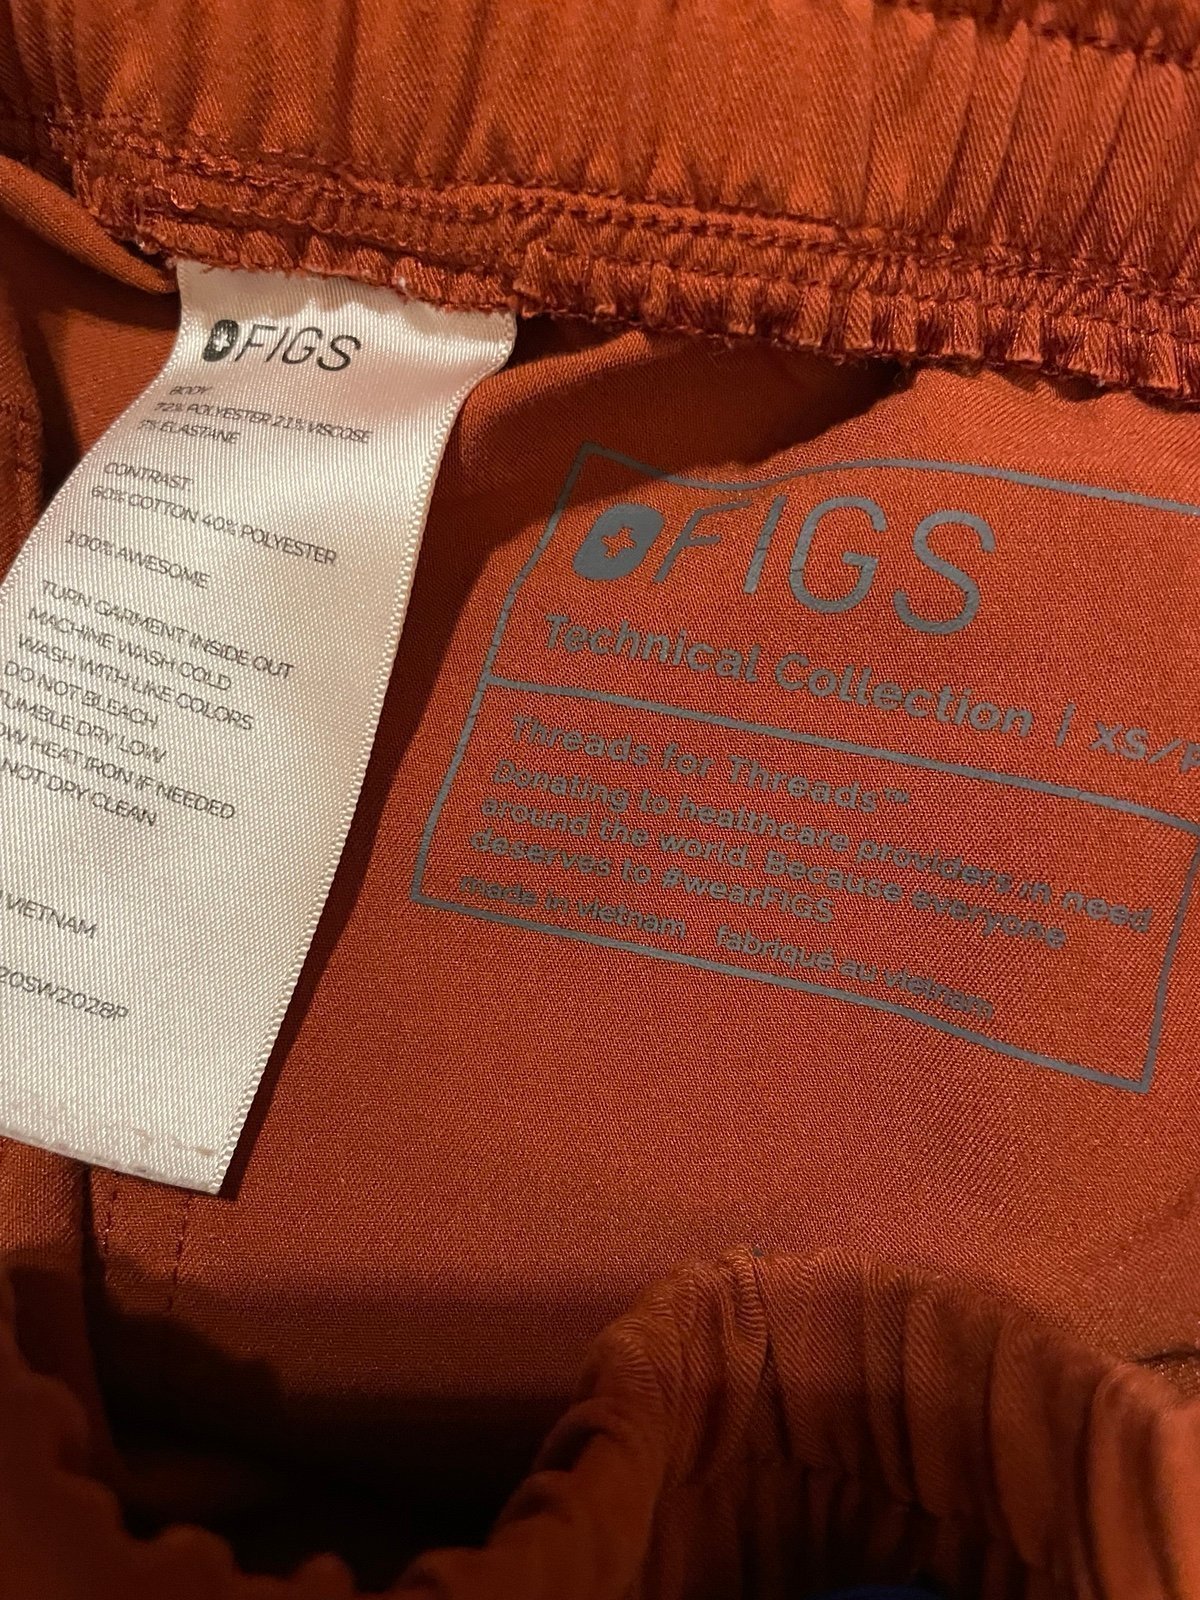 FIGS
BODY
72% POLYESTER 21% VISCOSE
7% ELASTANE
CONTRAST:
60% COTTON 40% POLYESTER
100% AWESOME
TURN GARMENT INSIDE OUT
MACHINE WASH COLD
WASH WITH LIKE COLORS
DO NOT BLEACH
TUMBLE DRY LOW
OW HEAT IRON IF NEEDED
NOT DRY CLEAN
VIETNAM
20SW2028P
FIGS
Technical Collection | XS/
Threads for Threads™
Donating to healthcare providers in need
around the world. Because everyone
deserves to #wearFIGS
made in vietnam fabriqué au vietnam